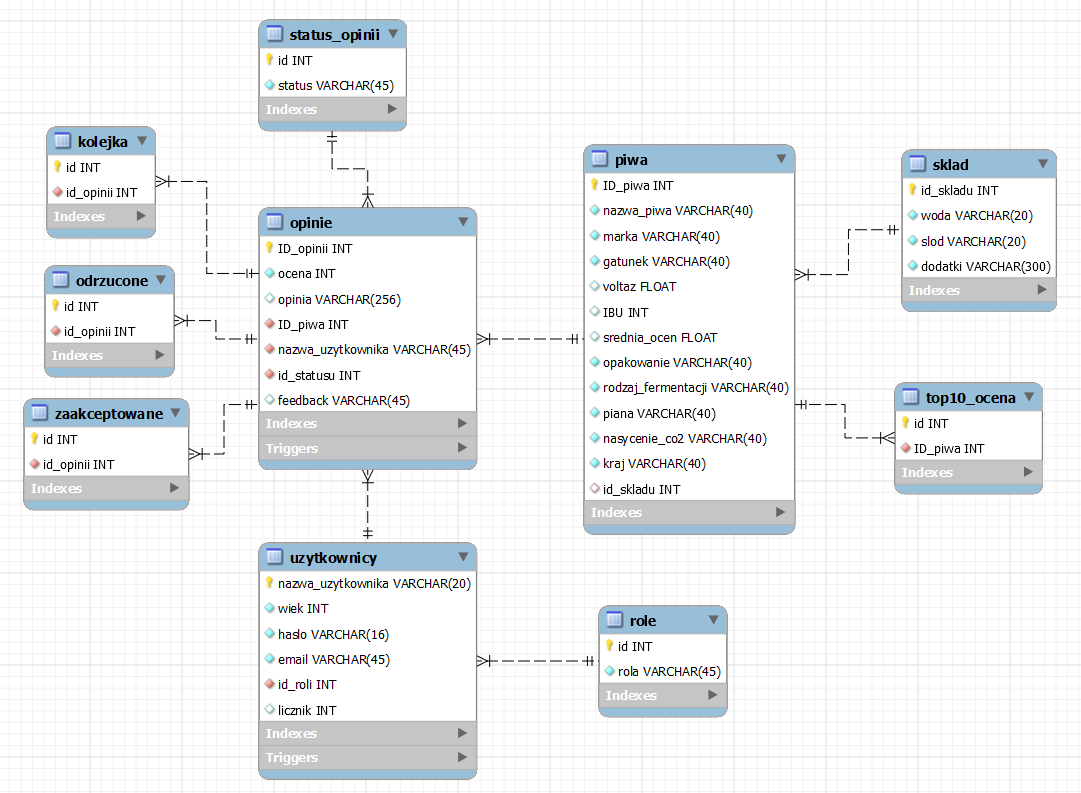 status_opinii
id INT
status VARCHAR(45)
Indexes
kolejka
id INT
id_opinii INT
Indexes
odrzucone
id INT
id_opinii INT
Indexes
zaakceptowane
id INT
id_opinii INT
Indexes
opinie
ID_opinii INT
ocena INT
opinia VARCHAR(256)
ID_piwa INT
nazwa_uzytkownika VARCHAR(45)
id_statusu INT
feedback VARCHAR(45)
Indexes
Triggers
uzytkownicy
nazwa_uzytkownika VARCHAR(20)
wiek INT
haslo VARCHAR(16)
email VARCHAR(45)
id_roli INT
licznik INT
Indexes
Triggers
piwa
ID_piwa INT
nazwa_piwa VARCHAR(40)
marka VARCHAR(40)
gatunek VARCHAR(40)
voltaz FLOAT
IBU INT
srednia_ocen FLOAT
opakowanie VARCHAR(40)
rodzaj_fermentacji VARCHAR(40)
piana VARCHAR(40)
nasycenie_co2 VARCHAR(40)
kraj VARCHAR(40)
id_skladu INT
Indexes
role
id INT
rola VARCHAR(45)
Indexes
sklad
id_skladu INT
woda VARCHAR(20)
slod VARCHAR(20)
dodatki VARCHAR(300)
Indexes
top10_ocena
id INT
ID_piwa INT
Indexes